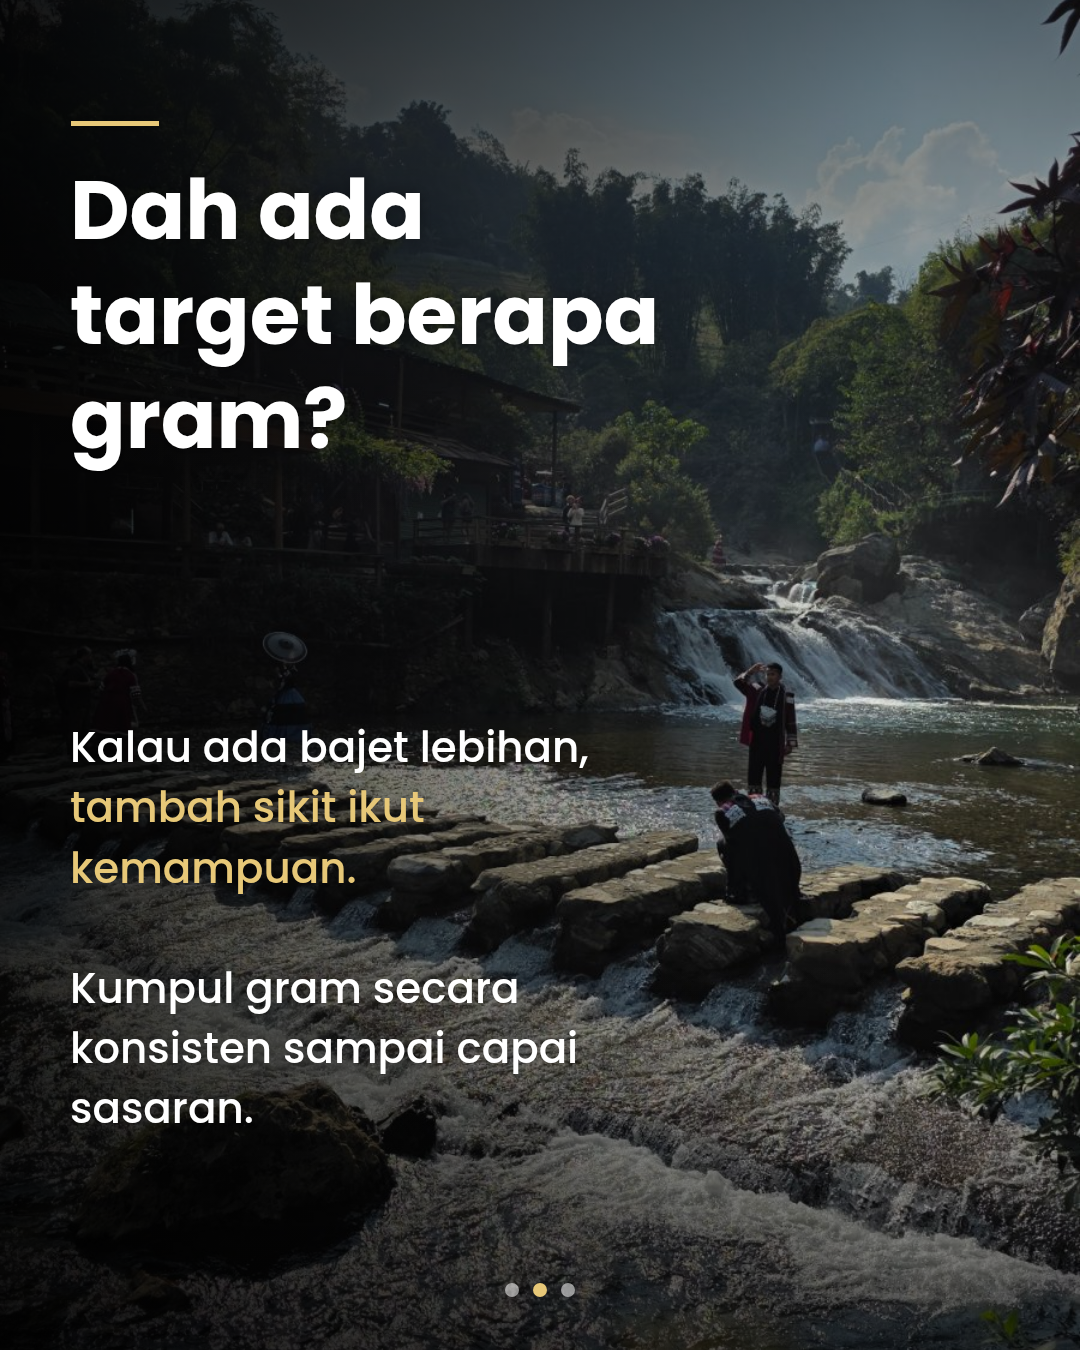 Dah ada
target berapa
gram?
Kalau ada bajet lebihan,
tambah sikit ikut
kemampuan.
Kumpul gram secara
konsisten sampai capai
sasaran.